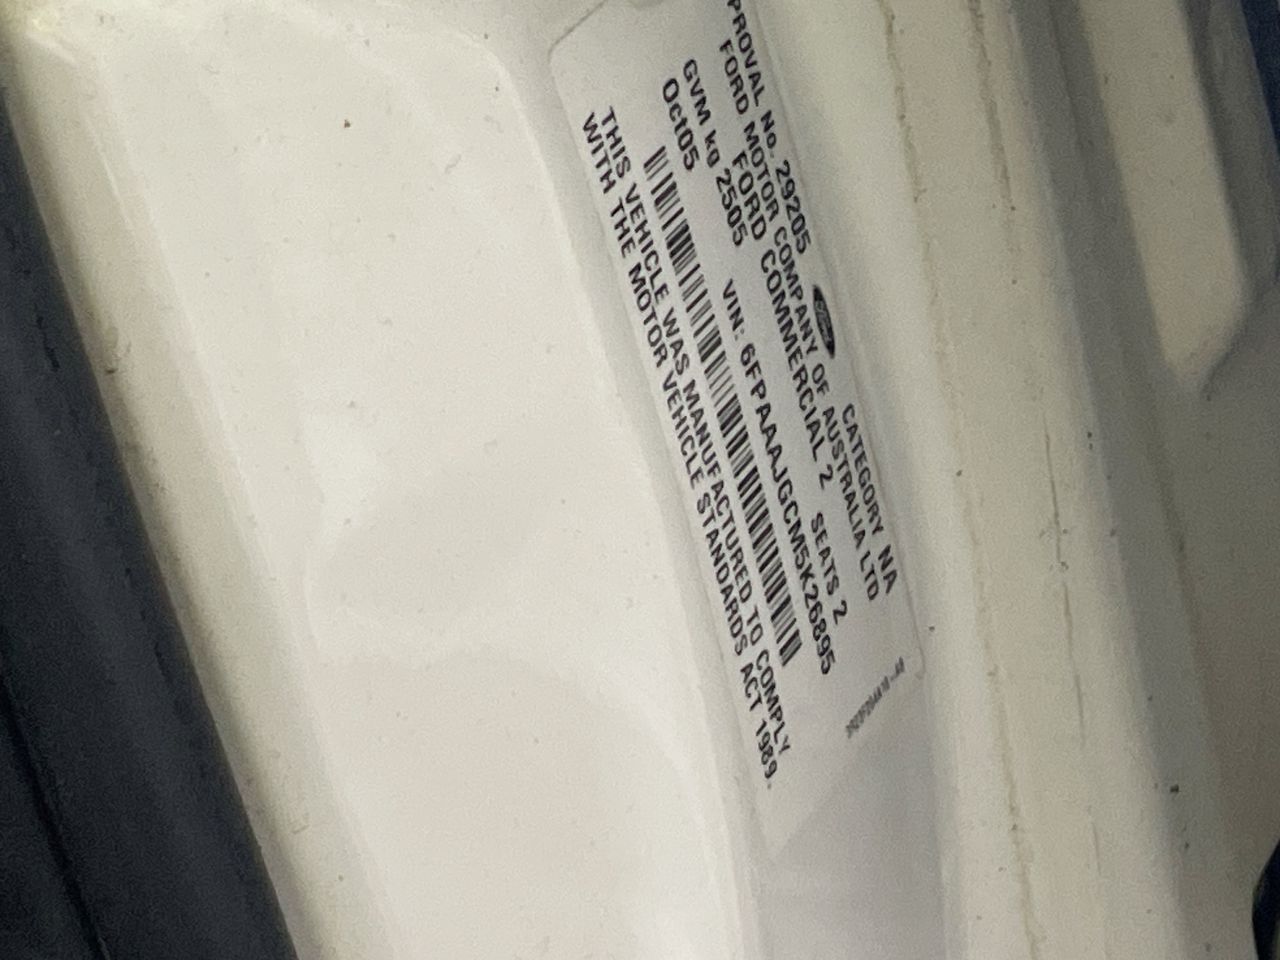 PROVAL No. 29205 CATEGORY NA
FORD MOTOR COMPANY OF AUSTRALIA LTD
FORD COMMERCIAL 2 SEATS 2
GVM kg 2505 VIN: 6FPAAAJGCM5K26895
Oct05
THIS VEHICLE WAS MANUFACTURED TO COMPLY
WITH THE MOTOR VEHICLE STANDARDS ACT 1989.